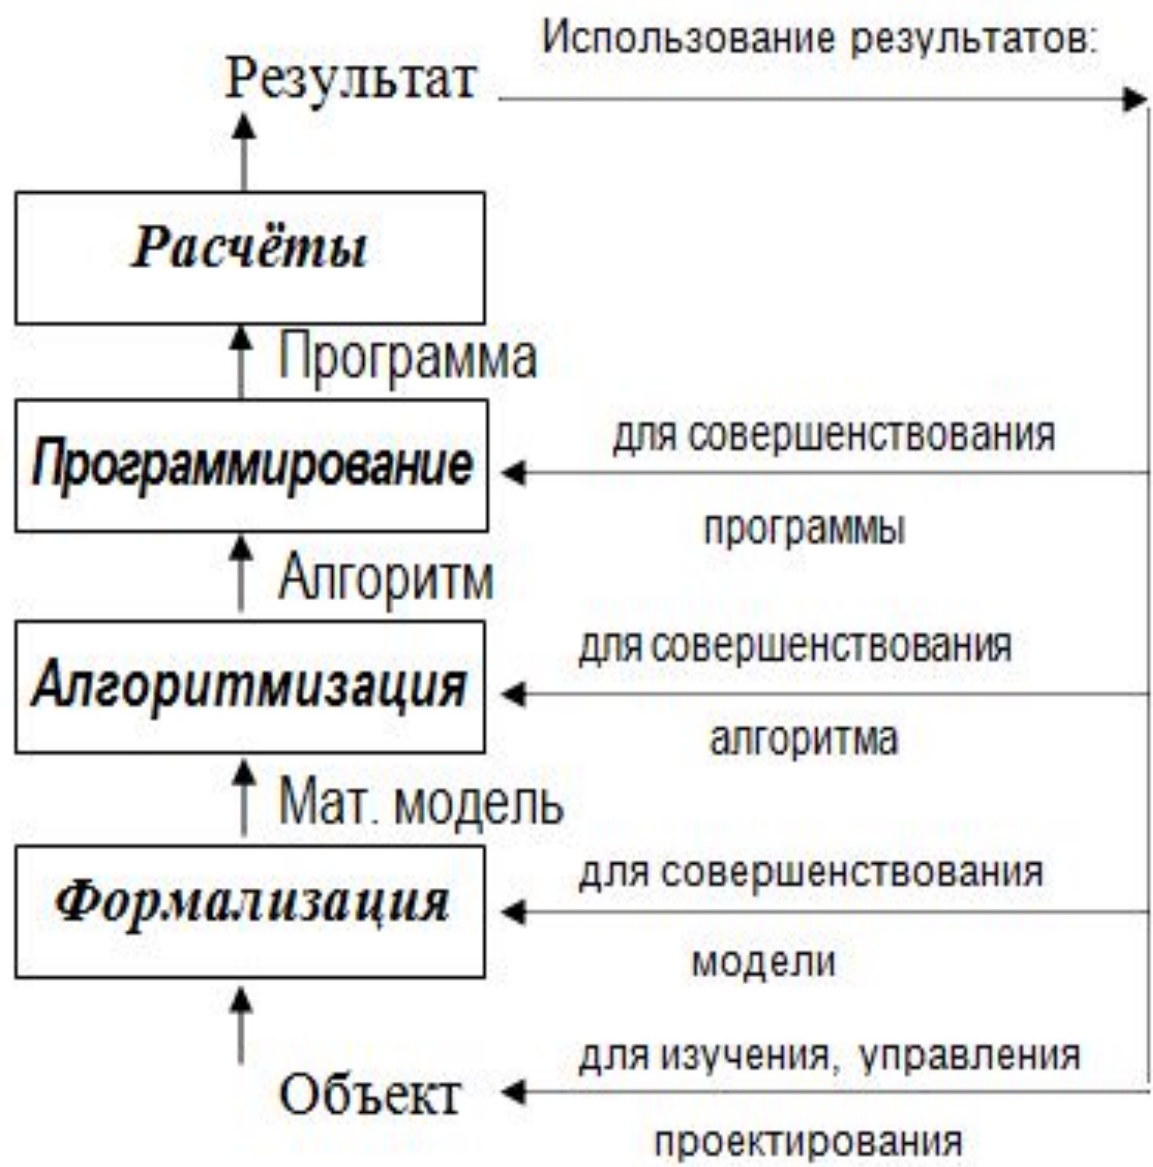 Использование результатов:
Результат
Расчёты
Программа
для совершенствования
Программирование
программы
Алгоритм
для совершенствования
Алгоритмизация
алгоритма
Мат. модель
для совершенствования
Формализация
модели
для изучения, управления
Объект
проектирования